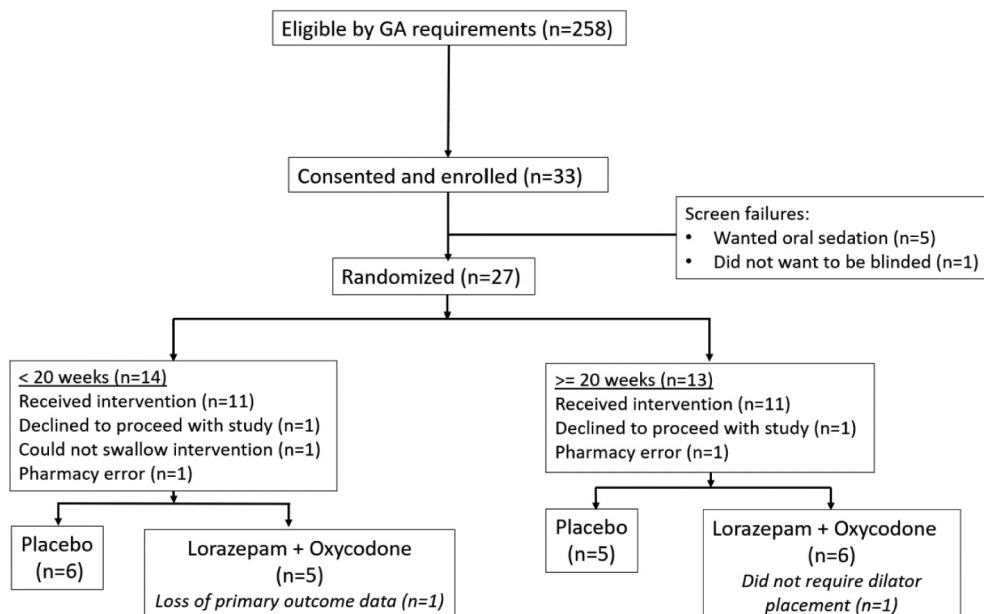 Eligible by GA requirements (n=258)
Consented and enrolled (n=33)
Screen failures:
• Wanted oral sedation (n=5)
• Did not want to be blinded (n=1)
Randomized (n=27)
< 20 weeks (n=14)
Received intervention (n=11)
Declined to proceed with study (n=1)
Could not swallow intervention (n=1)
Pharmacy error (n=1)
>= 20 weeks (n=13)
Received intervention (n=11)
Declined to proceed with study (n=1)
Pharmacy error (n=1)
Placebo
(n=6)
Lorazepam + Oxycodone
(n=5)
Loss of primary outcome data (n=1)
Placebo
(n=5)
Lorazepam + Oxycodone
(n=6)
Did not require dilator
placement (n=1)